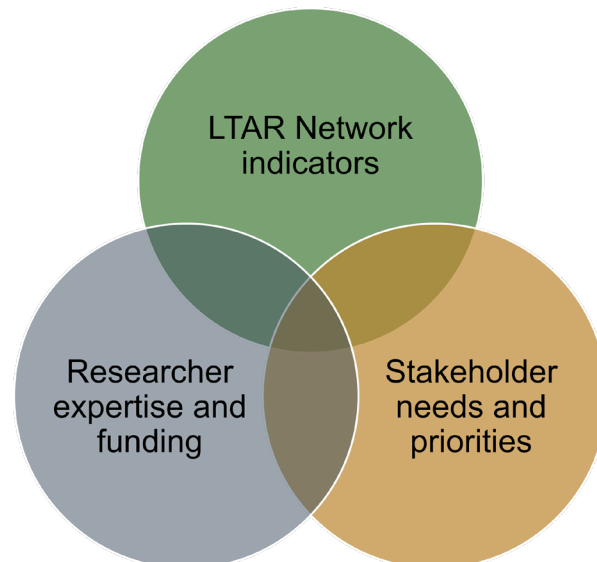 LTAR Network
indicators
Researcher
expertise and
funding
Stakeholder
needs and
priorities